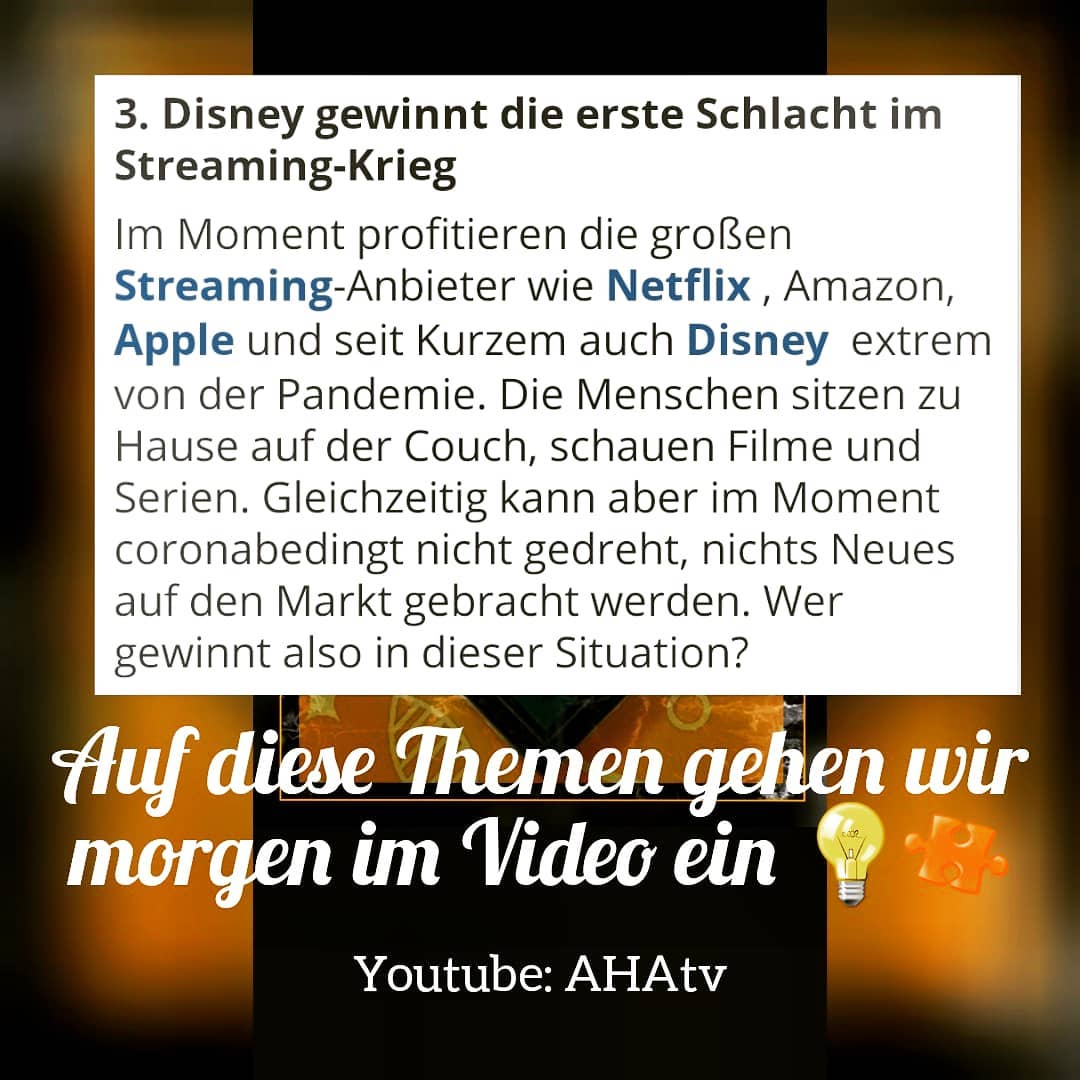 3. Disney gewinnt die erste Schlacht im
Streaming-Krieg
Im Moment profitieren die großen
Streaming-Anbieter wie Netflix , Amazon,
Apple und seit Kurzem auch Disney extrem
von der Pandemie. Die Menschen sitzen zu
Hause auf der Couch, schauen Filme und
Serien. Gleichzeitig kann aber im Moment
coronabedingt nicht gedreht, nichts Neues
auf den Markt gebracht werden. Wer
gewinnt also in dieser Situation?
Auf diese Themen gehen wir
morgen im Video ein 💡🧩
Youtube: AHAtv